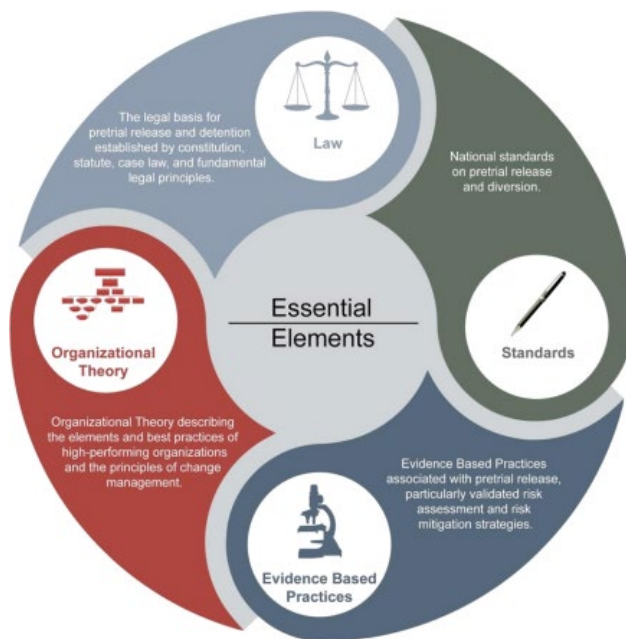 Law
The legal basis for
pretrial release and detention
established by constitution,
statute, case law, and fundamental
legal principles.
National standards
on pretrial release
and diversion.
Standards
Essential
Elements
Organizational
Theory
Organizational Theory describing
the elements and best practices of
high-performing organizations
and the principles of change
management.
Evidence Based Practices
associated with pretrial release,
particularly validated risk
assessment and risk
mitigation strategies.
Evidence Based
Practices